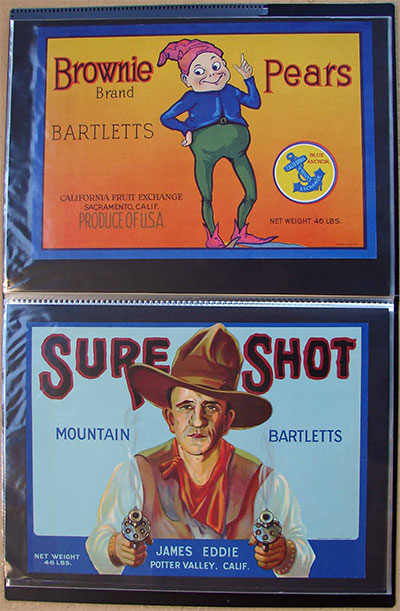 Brownie Pears
Brand
BARTLETTS
BLUE ANCHOR
CALIFORNIA FRUIT EXCHANGE
SACRAMENTO, CALIF.
PRODUCE OF U.S.A.
EXCHANGE
NET WEIGHT 46 LBS.
SURE SHOT
MOUNTAIN BARTLETTS
NET WEIGHT
46 LBS.
JAMES EDDIE
POTTER VALLEY, CALIF.